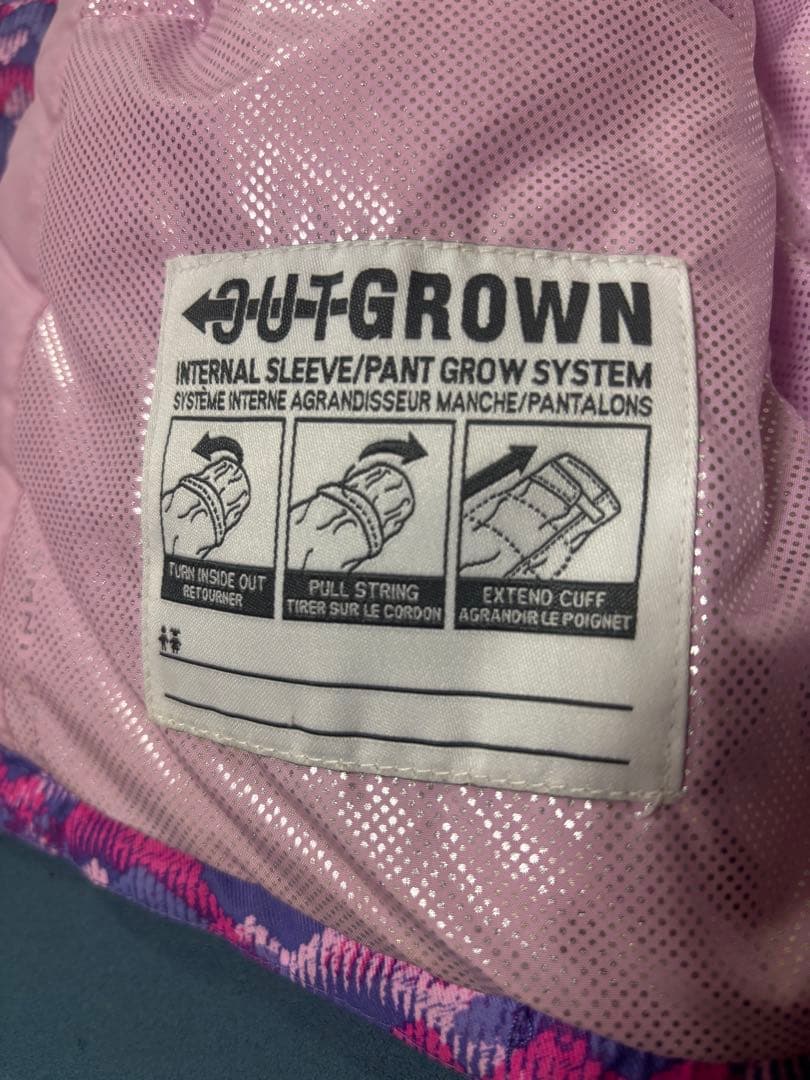 OUTGROWN
INTERNAL SLEEVE/PANT GROW SYSTEM
SYSTÈME INTERNE AGRANDISSEUR MANCHE/PANTALONS
TURN INSIDE OUT
RETOURNER
PULL STRING
TIRER SUR LE CORDON
EXTEND CUFF
AGRANDIR LE POIGNET